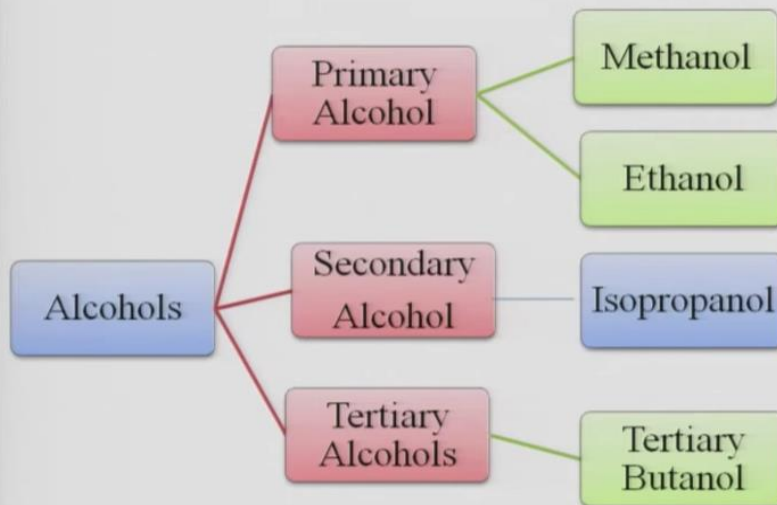 Alcohols
Primary
Alcohol
Methanol
Ethanol
Secondary
Alcohol
Isopropanol
Tertiary
Alcohols
Tertiary
Butanol